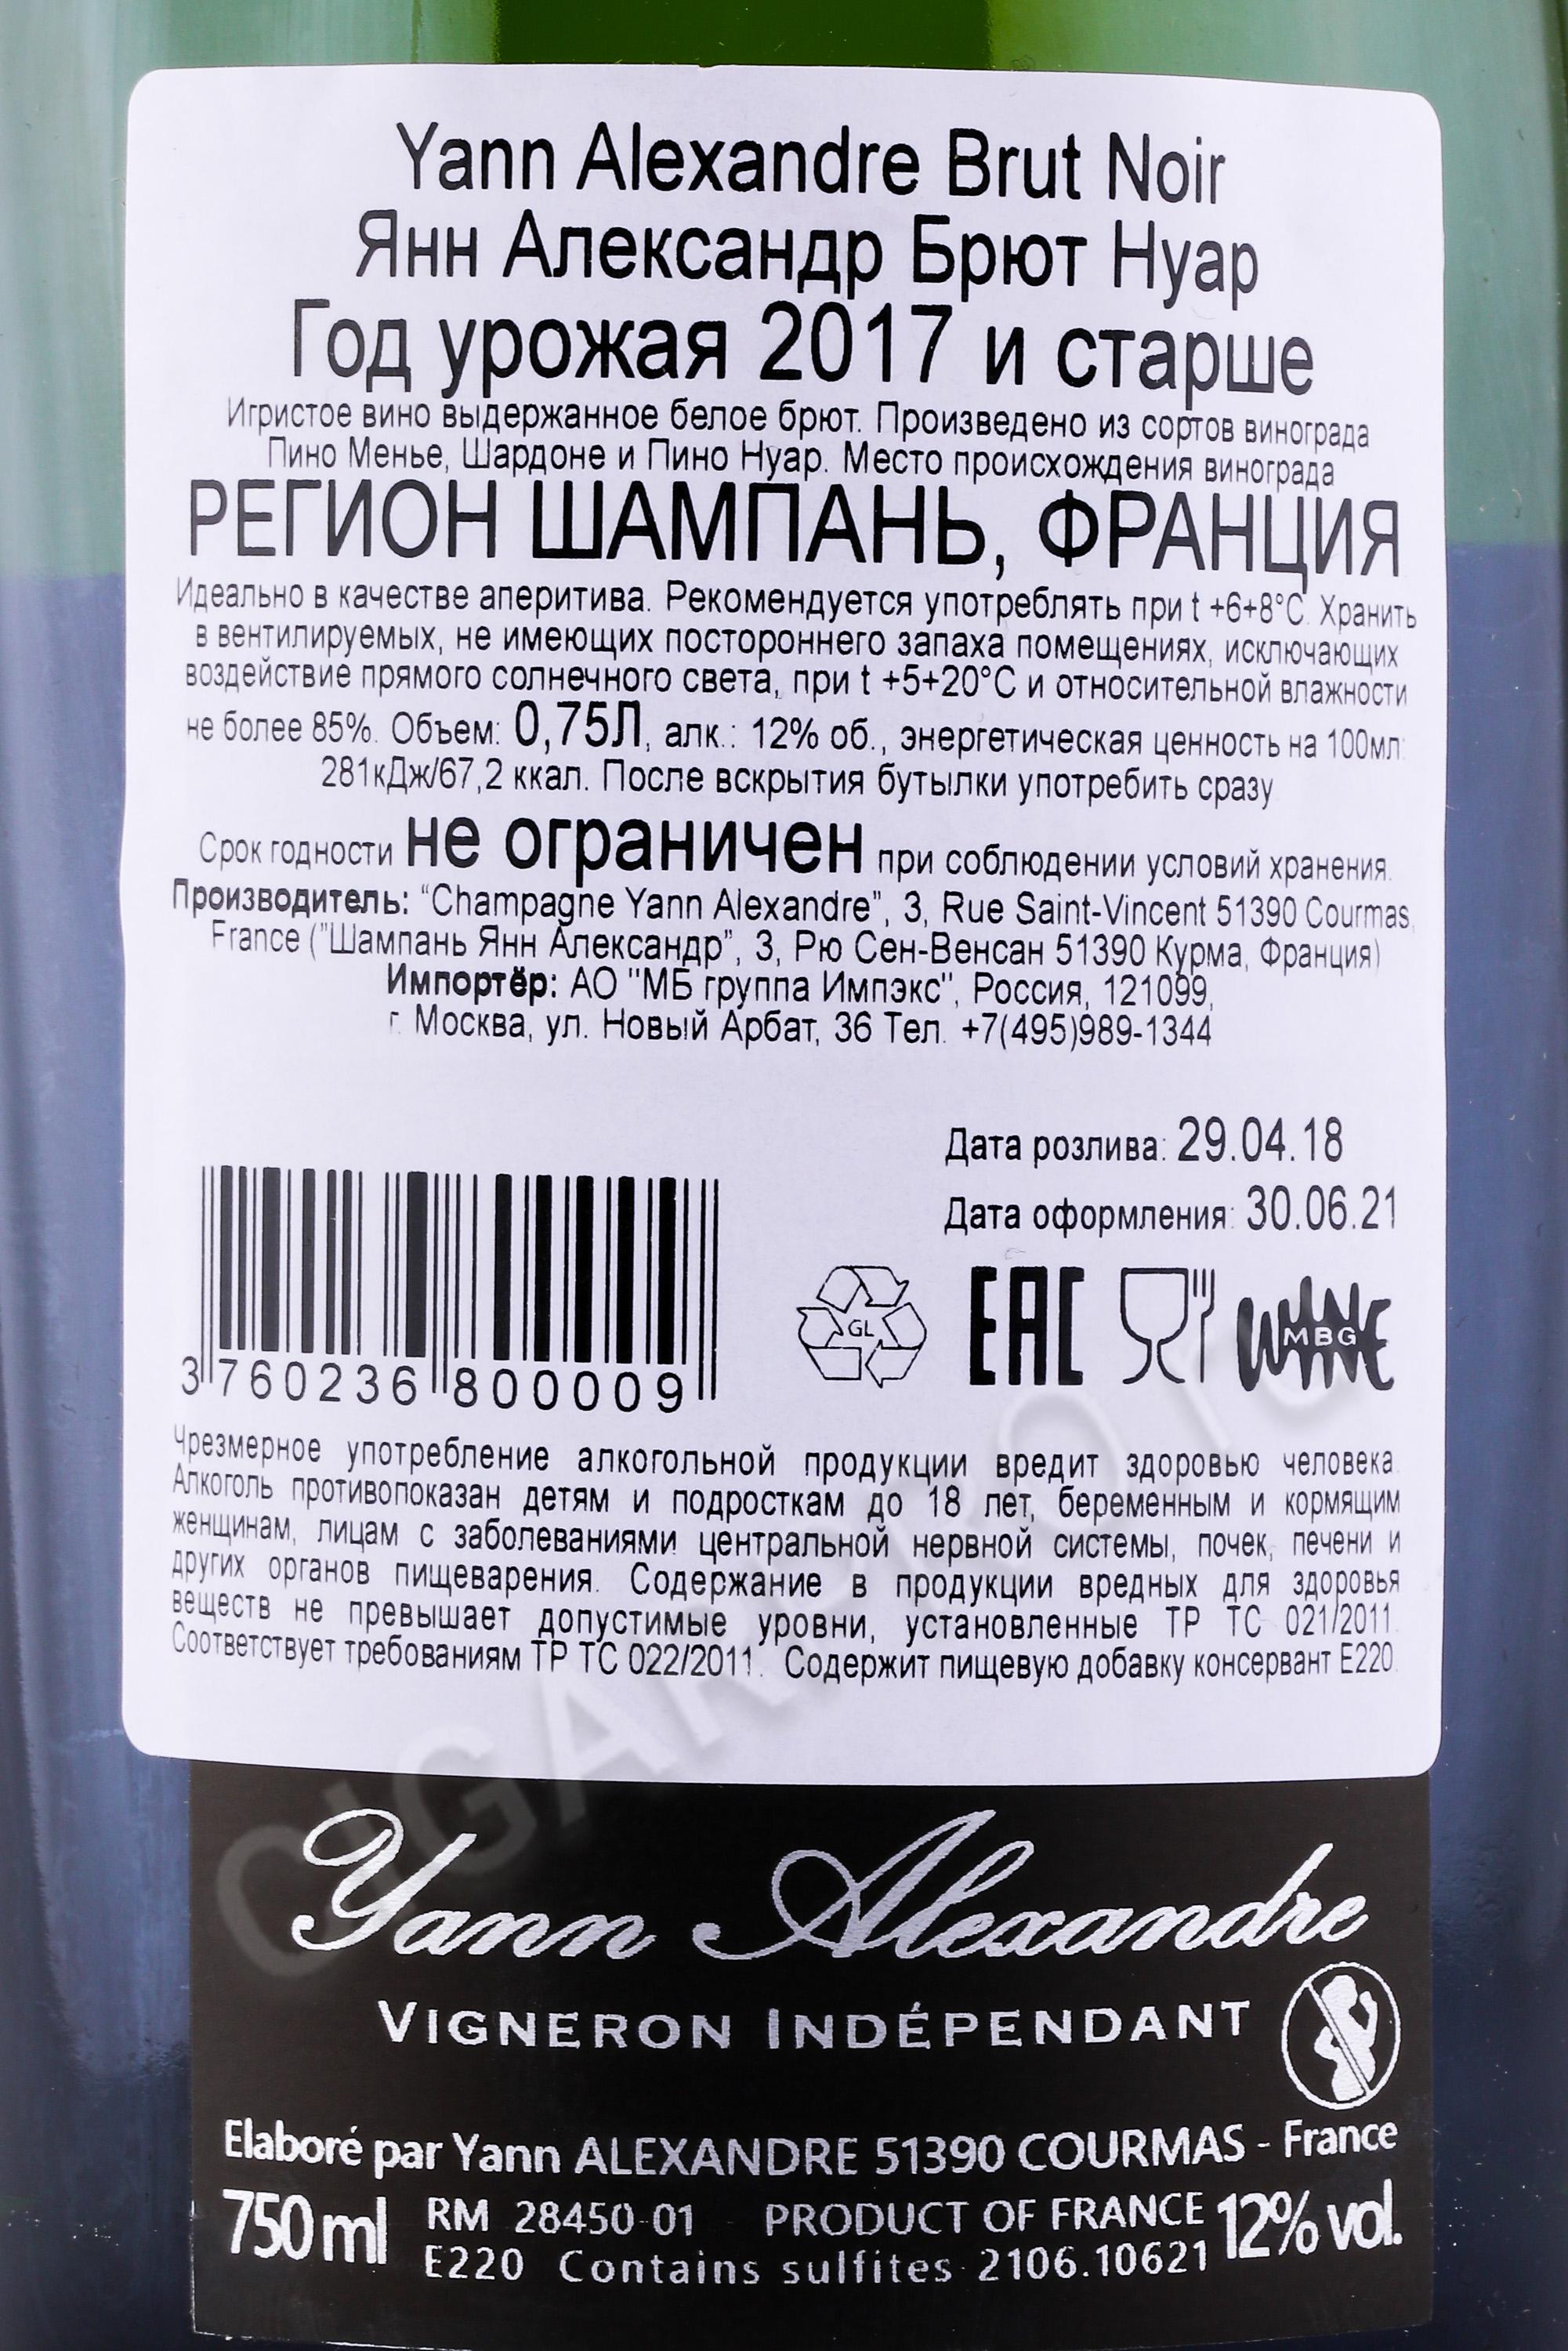 Yann Alexandre Brut Noir
Янн Александр Брют Нуар
Год урожая 2017 и старше
Игристое вино выдержанное белое брют. Произведено из сортов винограда
Пино Менье, Шардоне и Пино Нуар. Место происхождения винограда
РЕГИОН ШАМПАНЬ, ФРАНЦИЯ
Идеально в качестве аперитива. Рекомендуется употреблять при t +6+8°C. Хранить
в вентилируемых, не имеющих постороннего запаха помещениях, исключающих
воздействие прямого солнечного света, при t +5+20°C и относительной влажности
не более 85%. Объем: 0,75Л, алк.: 12% об., энергетическая ценность на 100мл:
281кДж/67,2 ккал. После вскрытия бутылки употребить сразу
Срок годности не ограничен при соблюдении условий хранения.
Производитель: “Champagne Yann Alexandre”, 3, Rue Saint-Vincent 51390 Courmas,
France ("Шампань Янн Александр", 3, Рю Сен-Венсан 51390 Курма, Франция)
Импортёр: АО "МБ группа Импэкс", Россия, 121099,
г. Москва, ул. Новый Арбат, 36 Тел. +7(495)989-1344
Дата розлива: 29.04.18
Дата оформления: 30.06.21
3 760236 800009
GL
EAC
WINE
MBG
Чрезмерное употребление алкогольной продукции вредит здоровью человека.
Алкоголь противопоказан детям и подросткам до 18 лет, беременным и кормящим
женщинам, лицам с заболеваниями центральной нервной системы, почек, печени и
других органов пищеварения. Содержание в продукции вредных для здоровья
веществ не превышает допустимые уровни, установленные ТР ТС 021/2011.
Соответствует требованиям ТР ТС 022/2011. Содержит пищевую добавку консервант Е220.
CIGARPRO.ru
Yann Alexandre
VIGNERON INDÉPENDANT
Elaboré par Yann ALEXANDRE 51390 COURMAS - France
750 ml RM 28450-01 - PRODUCT OF FRANCE 12% vol.
E220 Contains sulfites 2106.10621